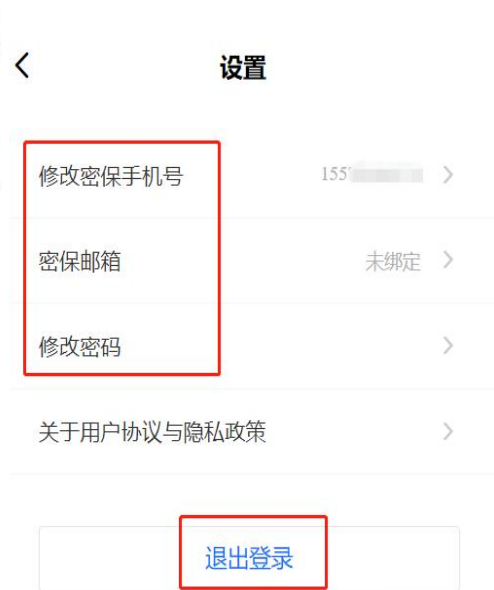 设置
修改密保手机号 155
密保邮箱 未绑定
修改密码
关于用户协议与隐私政策
退出登录